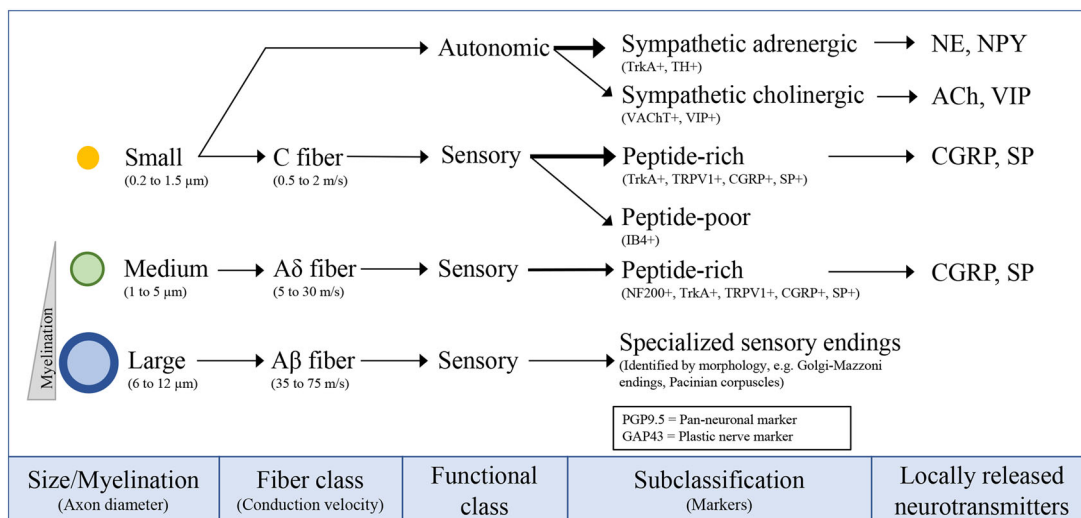 Autonomic
Sympathetic adrenergic
(TrkA+, TH+)
NE, NPY
Sympathetic cholinergic
(VAChT+, VIP+)
ACh, VIP
Small
(0.2 to 1.5 µm)
C fiber
(0.5 to 2 m/s)
Sensory
Peptide-rich
(TrkA+, TRPV1+, CGRP+, SP+)
CGRP, SP
Peptide-poor
(IB4+)
Myelination
Medium
(1 to 5 µm)
Aδ fiber
(5 to 30 m/s)
Sensory
Peptide-rich
(NF200+, TrkA+, TRPV1+, CGRP+, SP+)
CGRP, SP
Large
(6 to 12 µm)
Aβ fiber
(35 to 75 m/s)
Sensory
Specialized sensory endings
(Identified by morphology, e.g. Golgi-Mazzoni
endings, Pacinian corpuscles)
PGP9.5 = Pan-neuronal marker
GAP43 = Plastic nerve marker
Size/Myelination
(Axon diameter)
Fiber class
(Conduction velocity)
Functional
class
Subclassification
(Markers)
Locally released
neurotransmitters